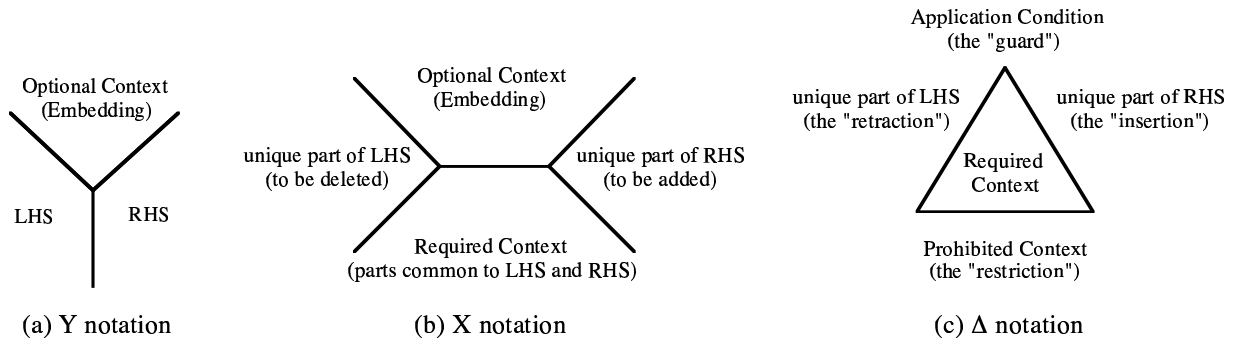 Optional Context
(Embedding)
LHS
RHS
(a) Y notation
Optional Context
(Embedding)
unique part of LHS
(to be deleted)
unique part of RHS
(to be added)
Required Context
(parts common to LHS and RHS)
(b) X notation
Application Condition
(the "guard")
unique part of LHS
(the "retraction")
unique part of RHS
(the "insertion")
Required
Context
Prohibited Context
(the "restriction")
(c) Δ notation